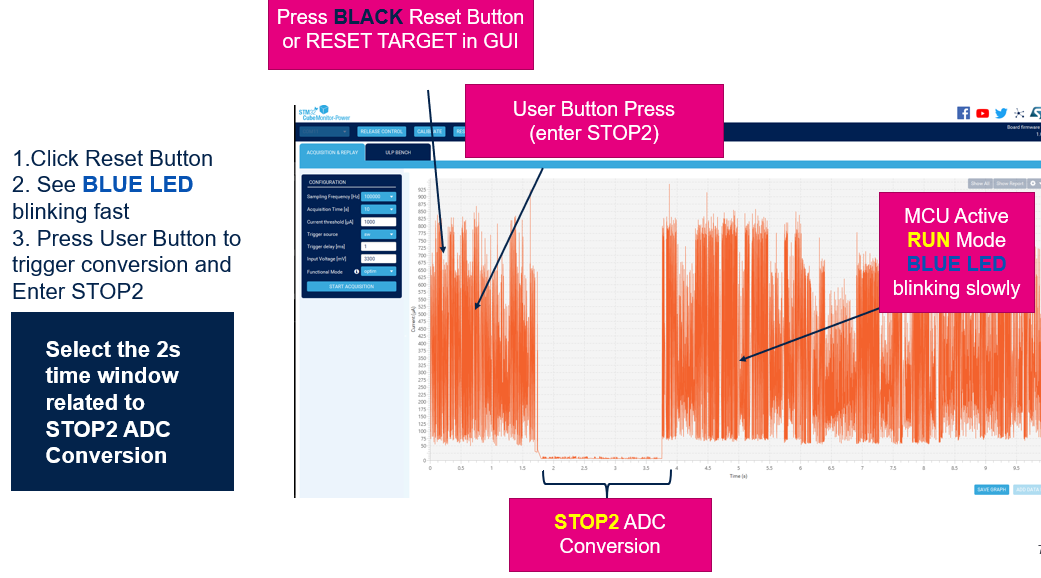 Press BLACK Reset Button
or RESET TARGET in GUI
User Button Press
(enter STOP2)
1.Click Reset Button
2. See BLUE LED
blinking fast
3. Press User Button to
trigger conversion and
Enter STOP2
Select the 2s
time window
related to
STOP2 ADC
Conversion
STM32
CubeMonitor-Power
RELEASE CONTROL
Board firmware
ACQUISITION & REPLAY
ULP BENCH
Show All
Show Report
CONFIGURATION
Sampling Frequency [Hz] 100000
Acquisition Time [s] 10
Current threshold [µA] 1000
Trigger source sw
Trigger delay [ms] 1
Input Voltage [mV] 3300
Functional Mode optim
START ACQUISITION
MCU Active
RUN Mode
BLUE LED
blinking slowly
925
900
875
850
825
800
775
750
725
700
675
650
625
600
575
550
525
500
475
450
425
400
375
350
325
300
275
250
225
200
175
150
125
100
75
50
Current [µA]
0 0.5 1 1.5 2 2.5 3 3.5 4 4.5 5 5.5 6 6.5 7 7.5 8 8.5 9 9.5
Time (s)
SAVE GRAPH
STOP2 ADC
Conversion